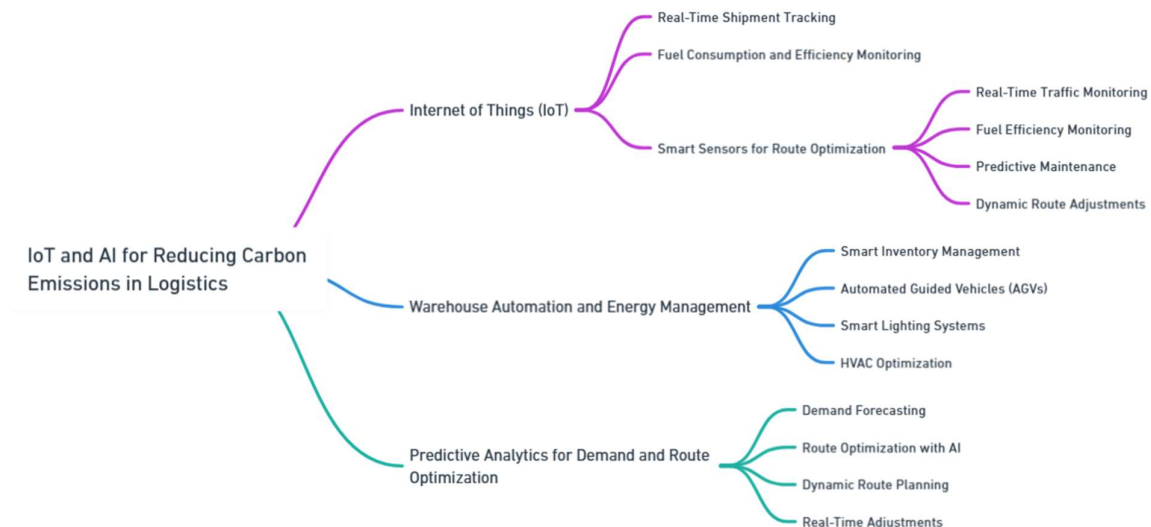 IoT and AI for Reducing Carbon
Emissions in Logistics
Internet of Things (IoT)
Real-Time Shipment Tracking
Fuel Consumption and Efficiency Monitoring
Smart Sensors for Route Optimization
Real-Time Traffic Monitoring
Fuel Efficiency Monitoring
Predictive Maintenance
Dynamic Route Adjustments
Warehouse Automation and Energy Management
Smart Inventory Management
Automated Guided Vehicles (AGVs)
Smart Lighting Systems
HVAC Optimization
Predictive Analytics for Demand and Route
Optimization
Demand Forecasting
Route Optimization with AI
Dynamic Route Planning
Real-Time Adjustments